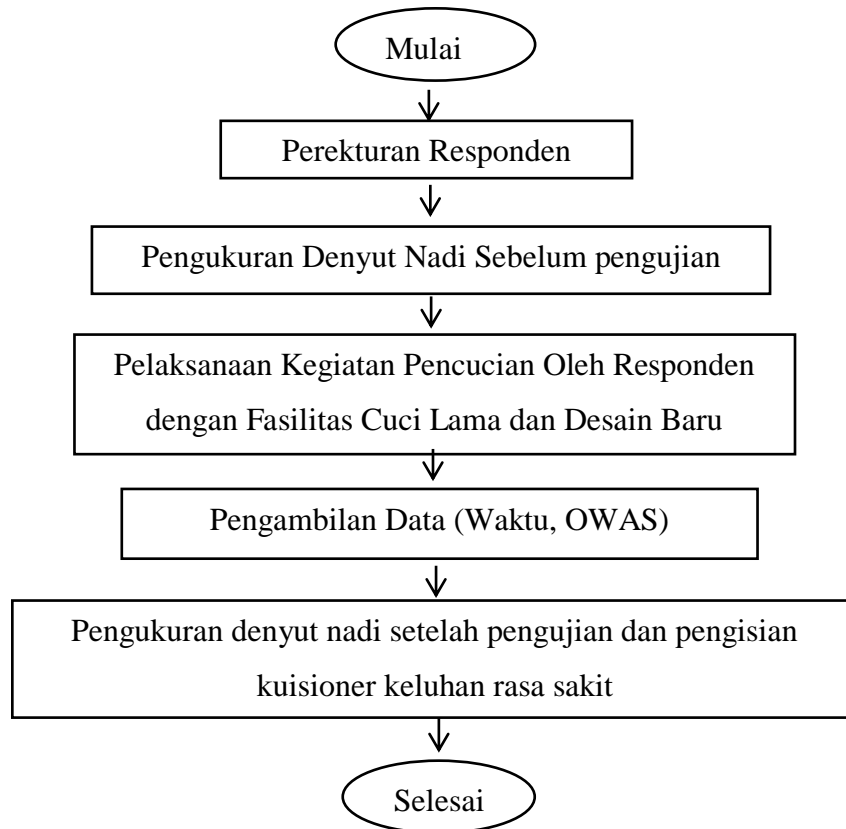 Mulai
Perekturan Responden
Pengukuran Denyut Nadi Sebelum pengujian
Pelaksanaan Kegiatan Pencucian Oleh Responden
dengan Fasilitas Cuci Lama dan Desain Baru
Pengambilan Data (Waktu, OWAS)
Pengukuran denyut nadi setelah pengujian dan pengisian
kuisioner keluhan rasa sakit
Selesai